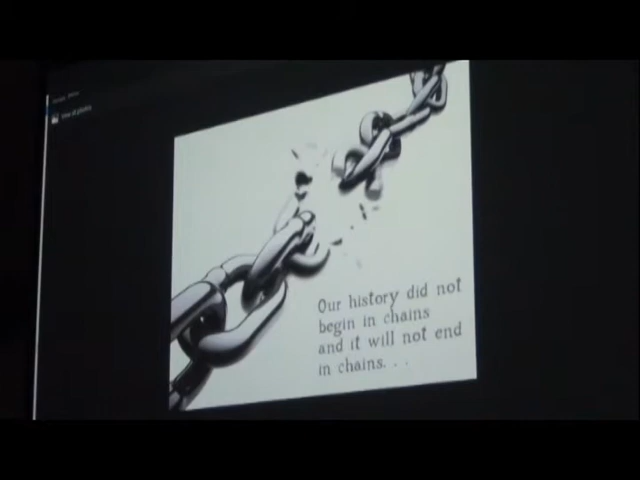 Our history did not
begin in chains
and it will not end
in chains. . .